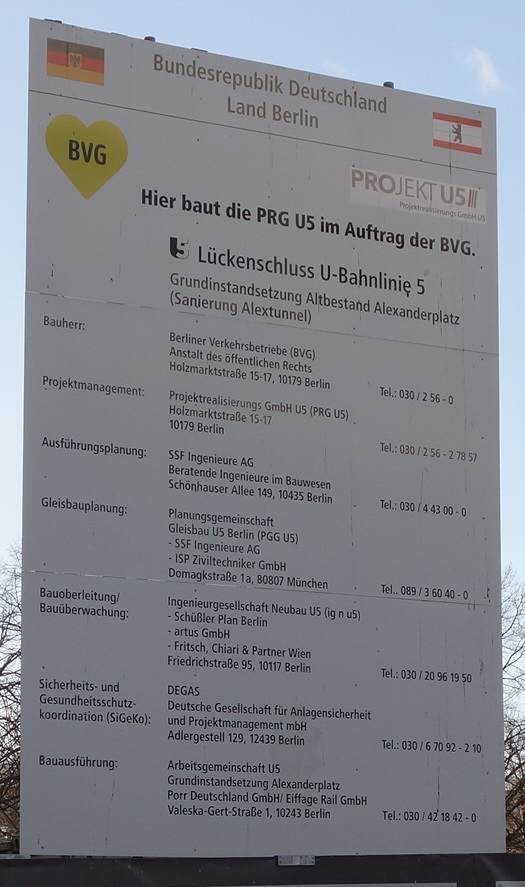 Bundesrepublik Deutschland
Land Berlin
BVG
PROJEKT U5
Projektrealisierungs GmbH U5
Hier baut die PRG U5 im Auftrag der BVG.
U5 Lückenschluss U-Bahnlinie 5
Grundinstandsetzung Altbestand Alexanderplatz
(Sanierung Alextunnel)
Bauherr:
Berliner Verkehrsbetriebe (BVG)
Anstalt des öffentlichen Rechts
Holzmarktstraße 15-17, 10179 Berlin
Tel.: 030 / 2 56 - 0
Projektmanagement:
Projektrealisierungs GmbH U5 (PRG U5)
Holzmarktstraße 15-17
10179 Berlin
Tel.: 030 / 2 56 - 2 78 57
Ausführungsplanung:
SSF Ingenieure AG
Beratende Ingenieure im Bauwesen
Schönhauser Allee 149, 10435 Berlin
Tel.: 030 / 4 43 00 - 0
Gleisbauplanung:
Planungsgemeinschaft
Gleisbau U5 Berlin (PGG U5)
- SSF Ingenieure AG
- ISP Ziviltechniker GmbH
Domagkstraße 1a, 80807 München
Tel.. 089 / 3 60 40 - 0
Bauoberleitung/
Bauüberwachung:
Ingenieurgesellschaft Neubau U5 (ig n u5)
- Schüßler Plan Berlin
- artus GmbH
- Fritsch, Chiari & Partner Wien
Friedrichstraße 95, 10117 Berlin
Tel.: 030 / 20 96 19 50
Sicherheits- und
Gesundheitsschutz-
koordination (SiGeKo):
DEGAS
Deutsche Gesellschaft für Anlagensicherheit
und Projektmanagement mbH
Adlergestell 129, 12439 Berlin
Tel.: 030 / 6 70 92 - 2 10
Bauausführung:
Arbeitsgemeinschaft U5
Grundinstandsetzung Alexanderplatz
Porr Deutschland GmbH/ Eiffage Rail GmbH
Valeska-Gert-Straße 1, 10243 Berlin
Tel.: 030 / 42 18 42 - 0